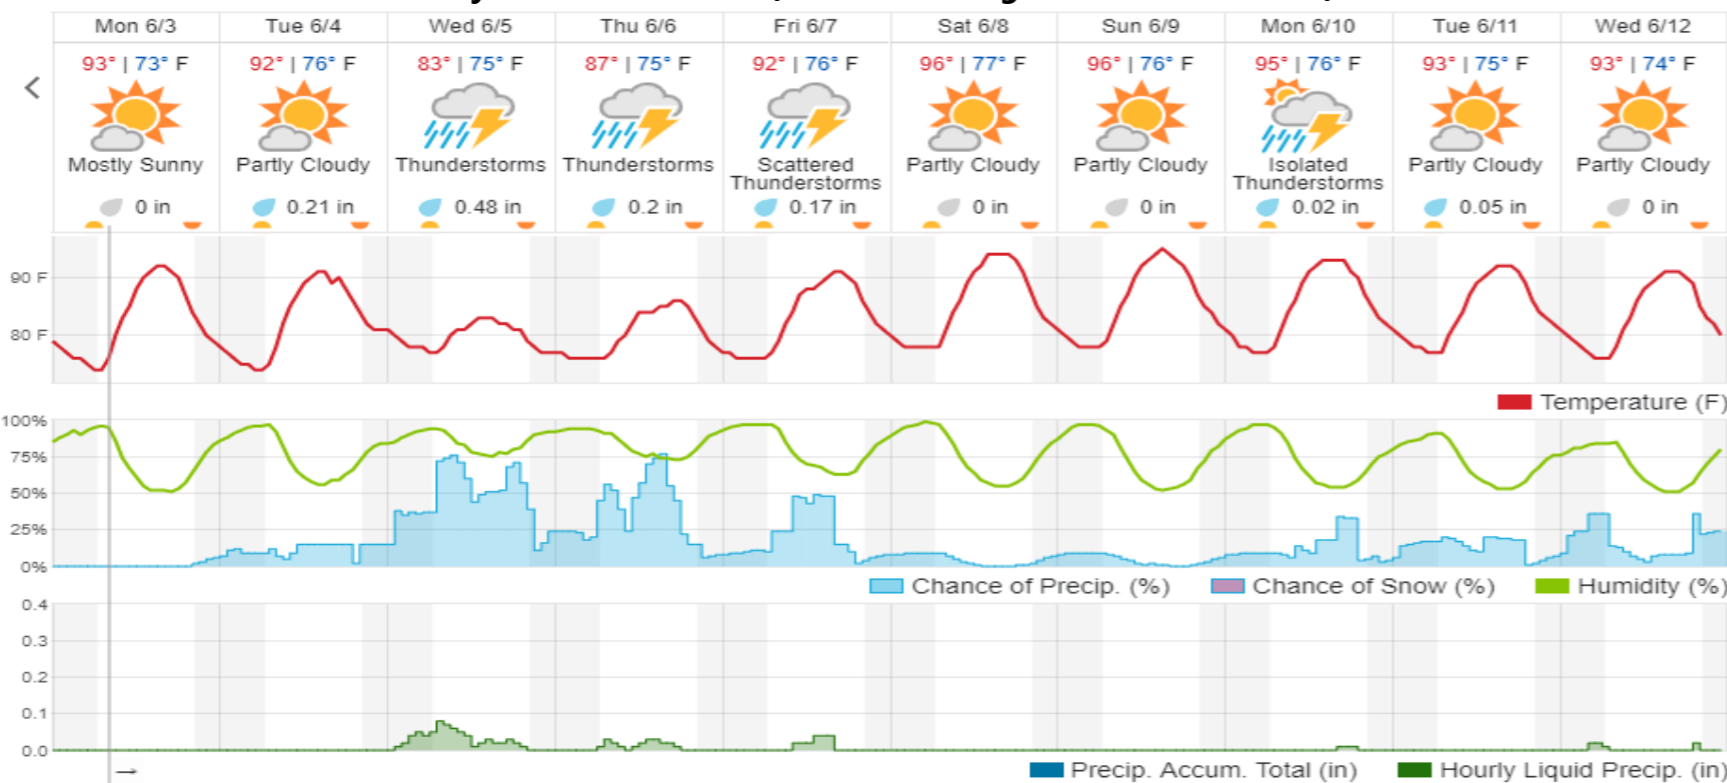 Mon 6/3 Tue 6/4 Wed 6/5 Thu 6/6 Fri 6/7 Sat 6/8 Sun 6/9 Mon 6/10 Tue 6/11 Wed 6/12
93° | 73° F 92° | 76° F 83° | 75° F 87° | 75° F 92° | 76° F 96° | 77° F 96° | 76° F 95° | 76° F 93° | 75° F 93° | 74° F
Mostly Sunny Partly Cloudy Thunderstorms Thunderstorms Scattered Partly Cloudy Partly Cloudy Isolated Partly Cloudy Partly Cloudy
Thunderstorms Thunderstorms
0 in 0.21 in 0.48 in 0.2 in 0.17 in 0 in 0 in 0.02 in 0.05 in 0 in
90 F
80 F
Temperature (F)
100%
75%
50%
25%
0%
Chance of Precip. (%) Chance of Snow (%) Humidity (%)
0.4
0.3
0.2
0.1
0.0
Precip. Accum. Total (in) Hourly Liquid Precip. (in)